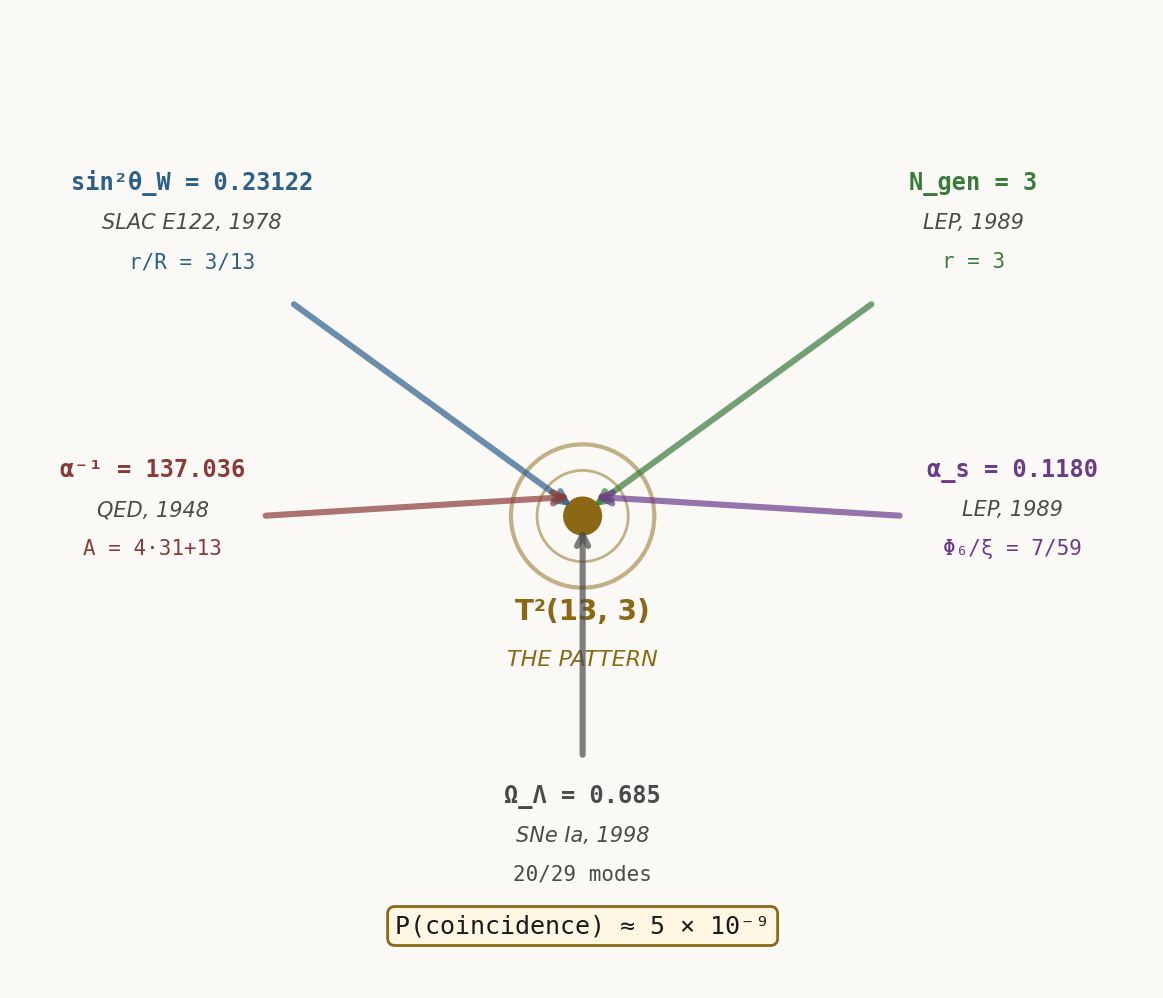 sin²θ_W = 0.23122
SLAC E122, 1978
r/R = 3/13
N_gen = 3
LEP, 1989
r = 3
α⁻¹ = 137.036
QED, 1948
A = 4·31+13
α_s = 0.1180
LEP, 1989
Φ₆/ξ = 7/59
T²(13, 3)
THE PATTERN
Ω_Λ = 0.685
SNe Ia, 1998
20/29 modes
P(coincidence) ≈ 5 × 10⁻⁹